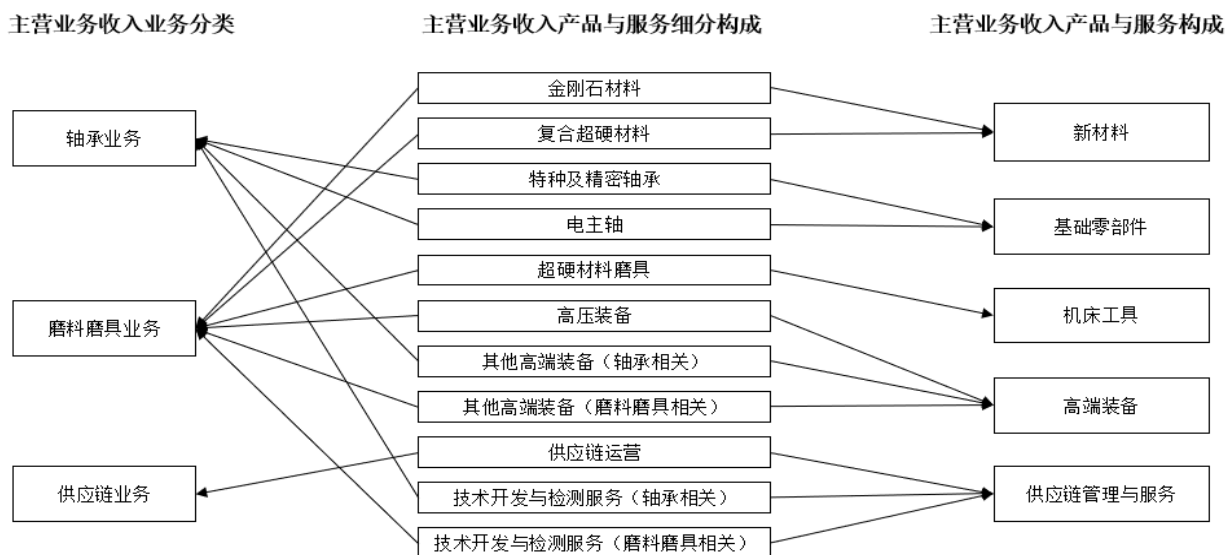 主营业务收入业务分类
主营业务收入产品与服务细分构成
主营业务收入产品与服务构成
轴承业务
磨料磨具业务
供应链业务
金刚石材料
复合超硬材料
特种及精密轴承
电主轴
超硬材料磨具
高压装备
其他高端装备（轴承相关）
其他高端装备（磨料磨具相关）
供应链运营
技术开发与检测服务（轴承相关）
技术开发与检测服务（磨料磨具相关）
新材料
基础零部件
机床工具
高端装备
供应链管理与服务